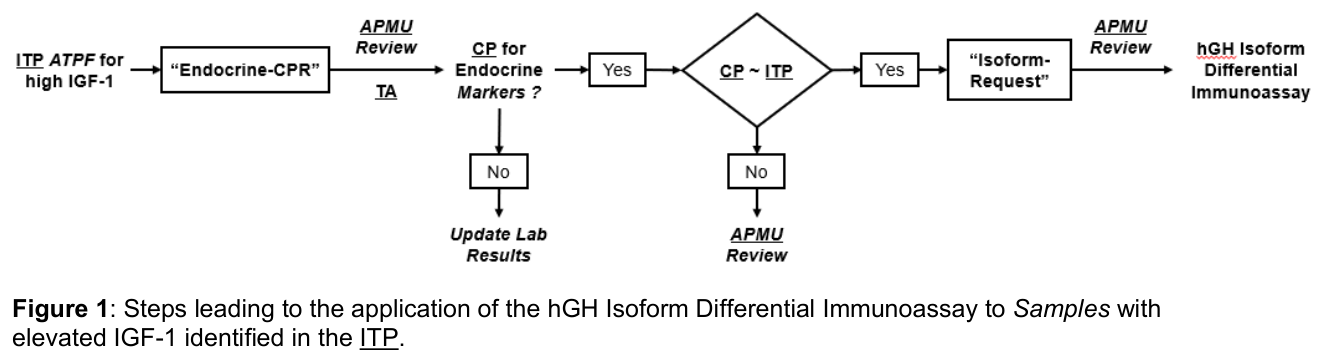 ITP ATPF for
high IGF-1
“Endocrine-CPR”
APMU
Review
TA
CP for
Endocrine
Markers ?
Yes
CP ~ ITP
Yes
“Isoform-
Request”
APMU
Review
hGH Isoform
Differential
Immunoassay
No
No
Update Lab
Results
APMU
Review
Figure 1: Steps leading to the application of the hGH Isoform Differential Immunoassay to Samples with
elevated IGF-1 identified in the ITP.